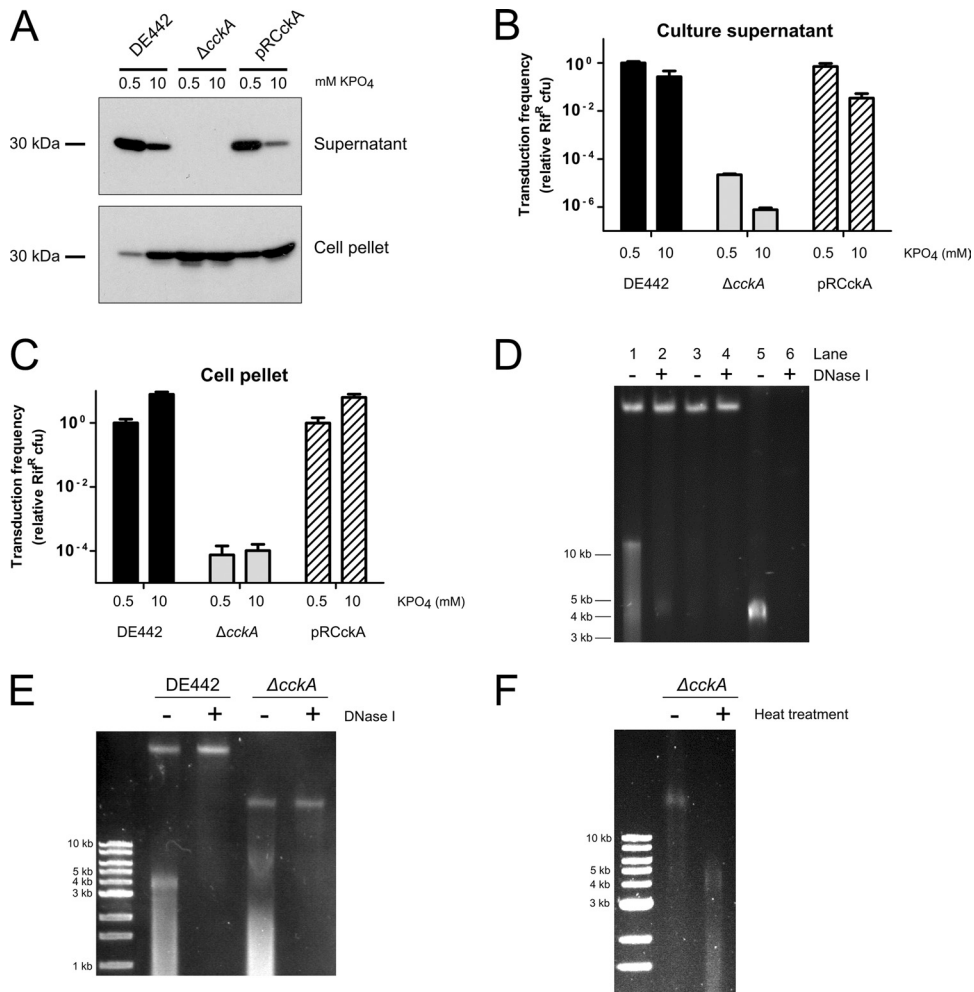 A
DE442 ΔcckA pRCckA
0.5 10 0.5 10 0.5 10 mM KPO4
30 kDa Supernatant
30 kDa Cell pellet
B
Culture supernatant
Transduction frequency
(relative RifR cfu)
10^0
10^-2
10^-4
10^-6
0.5 10 0.5 10 0.5 10 KPO4 (mM)
DE442 ΔcckA pRCckA
C
Cell pellet
Transduction frequency
(relative RifR cfu)
10^0
10^-2
10^-4
0.5 10 0.5 10 0.5 10 KPO4 (mM)
DE442 ΔcckA pRCckA
D
1 2 3 4 5 6 Lane
- + - + - + DNase I
10 kb
5 kb
4 kb
3 kb
E
DE442 ΔcckA
- + - + DNase I
10 kb
5 kb
4 kb
3 kb
1 kb
F
ΔcckA
- + Heat treatment
10 kb
5 kb
4 kb
3 kb